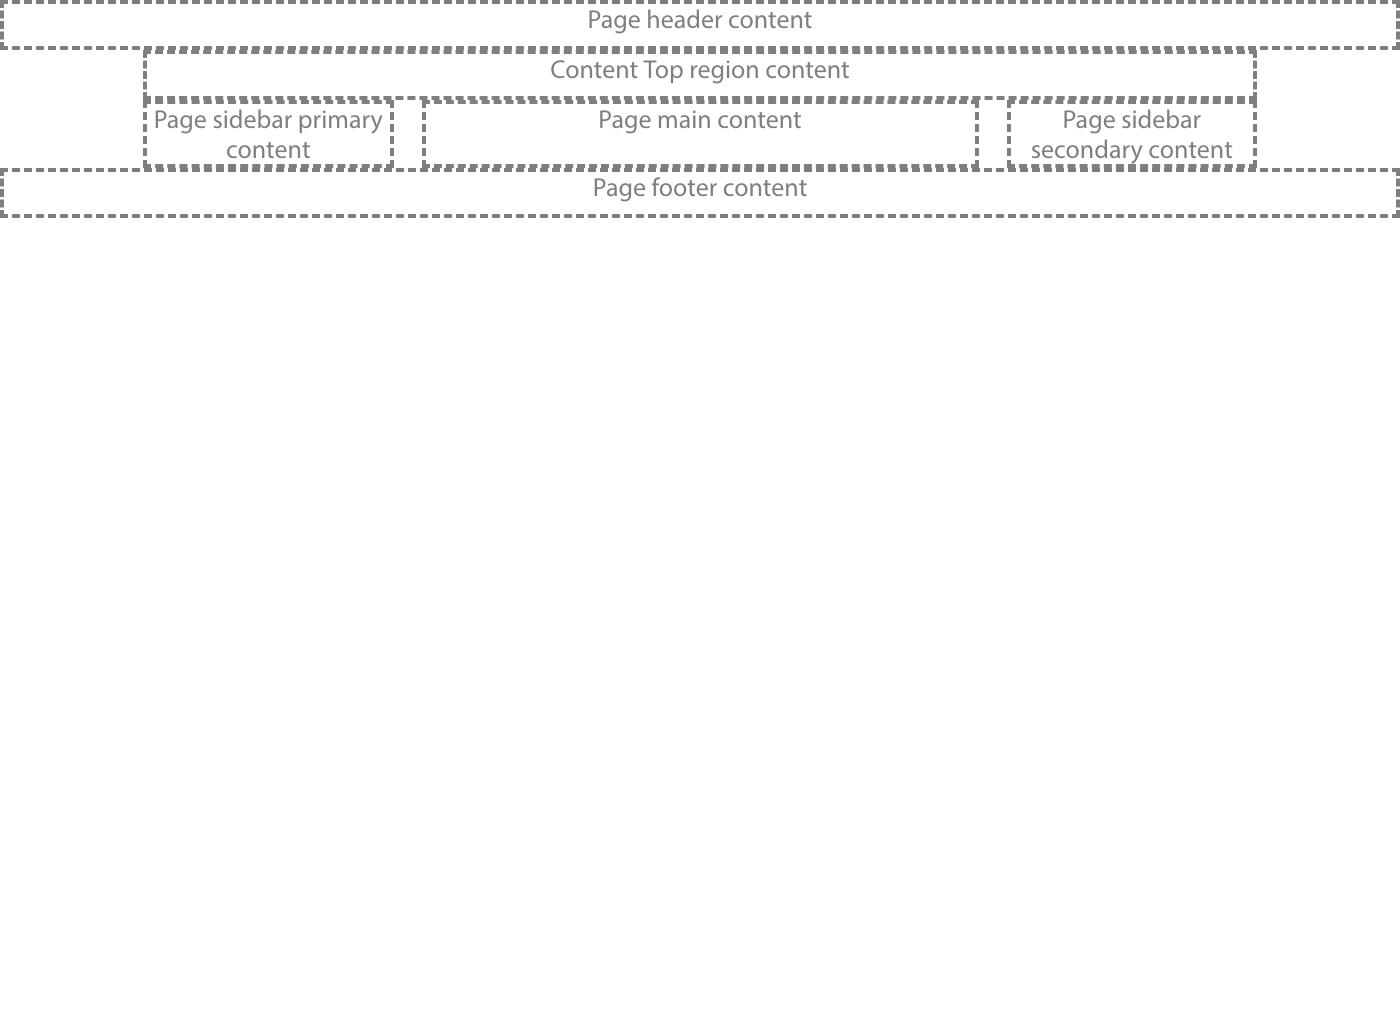 Page header content
Content Top region content
Page sidebar primary
content
Page main content
Page sidebar
secondary content
Page footer content